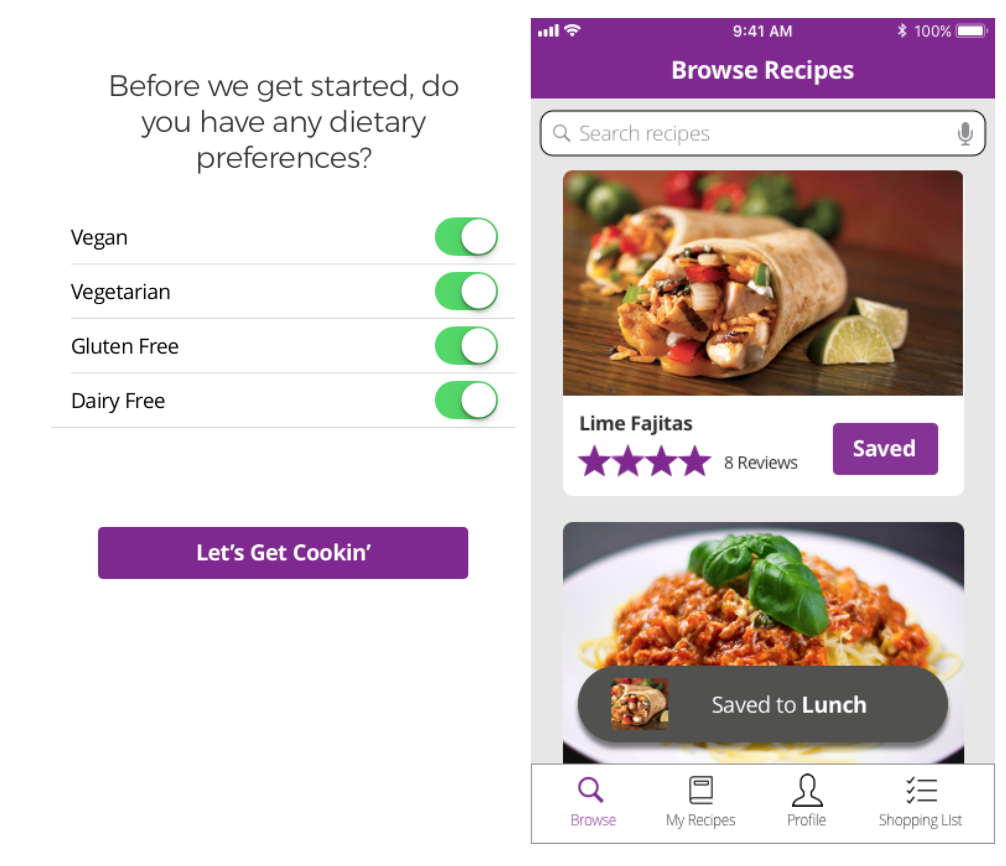 Before we get started, do
you have any dietary
preferences?
Vegan
Vegetarian
Gluten Free
Dairy Free
Let's Get Cookin'
9:41 AM
100%
Browse Recipes
Search recipes
Lime Fajitas
8 Reviews
Saved
Saved to Lunch
Browse
My Recipes
Profile
Shopping LIst